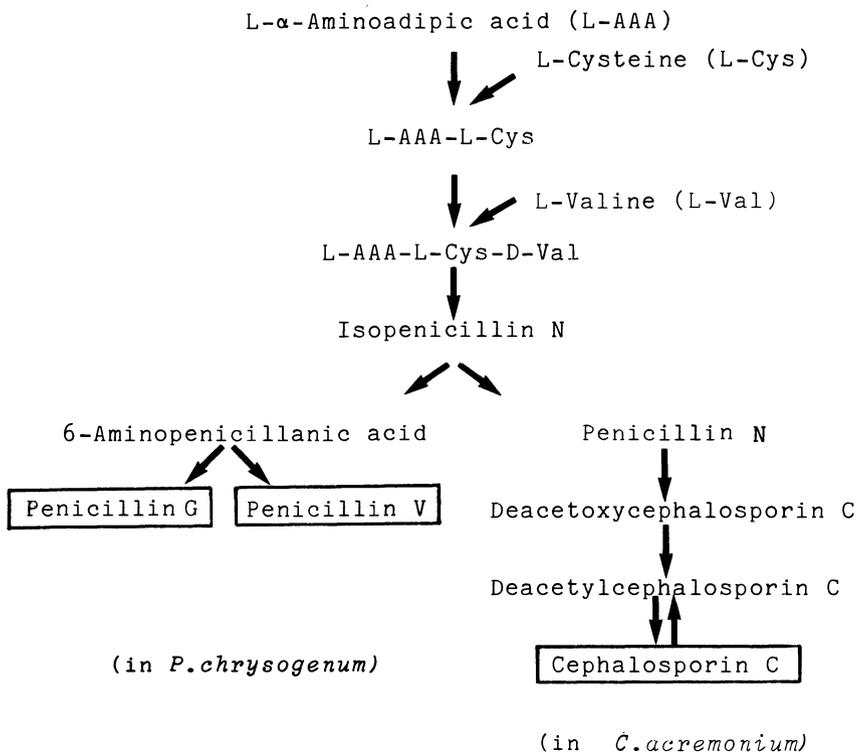 L-α-Aminoadipic acid (L-AAA)
L-Cysteine (L-Cys)
L-AAA-L-Cys
L-Valine (L-Val)
L-AAA-L-Cys-D-Val
Isopenicillin N
6-Aminopenicillanic acid
Penicillin N
Penicillin G
Penicillin V
Deacetoxycephalosporin C
Deacetylcephalosporin C
Cephalosporin C
(in P.chrysogenum)
(in C.acremonium)